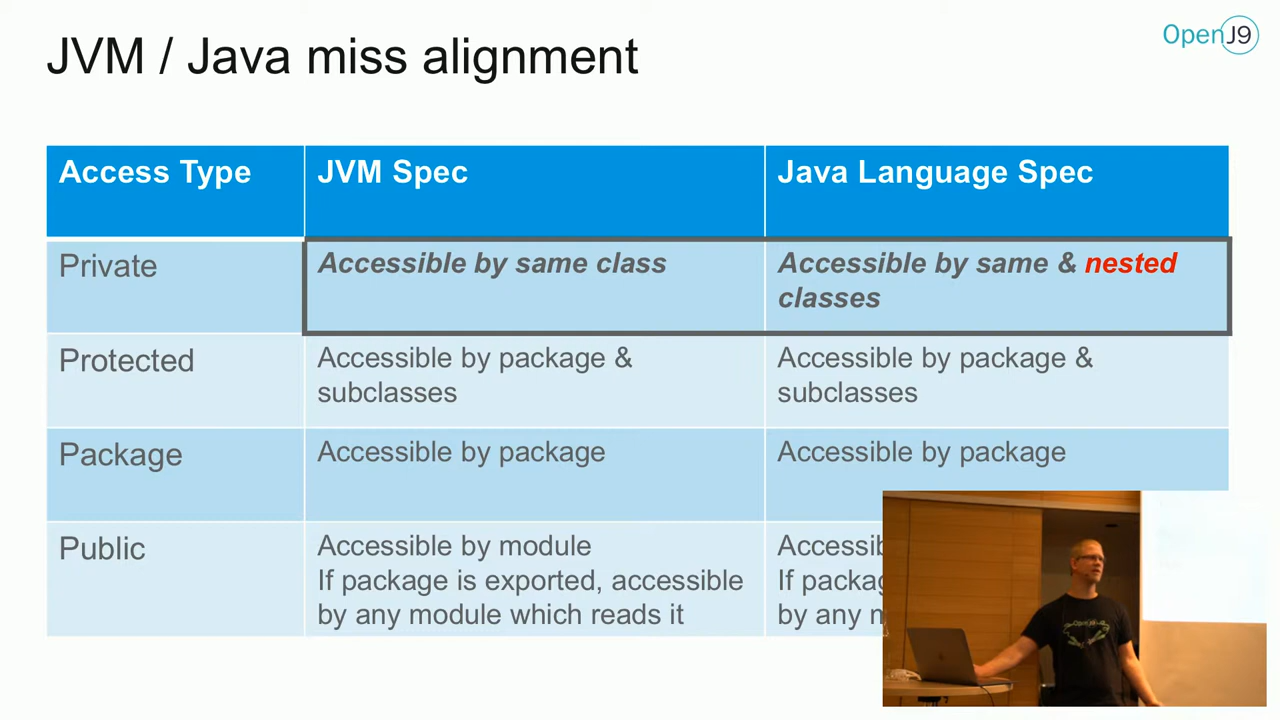 JVM / Java miss alignment
OpenJ9
Access Type
JVM Spec
Java Language Spec
Private
Accessible by same class
Accessible by same & nested
classes
Protected
Accessible by package &
subclasses
Accessible by package &
subclasses
Package
Accessible by package
Accessible by package
Public
Accessible by module
If package is exported, accessible
by any module which reads it
If
by any